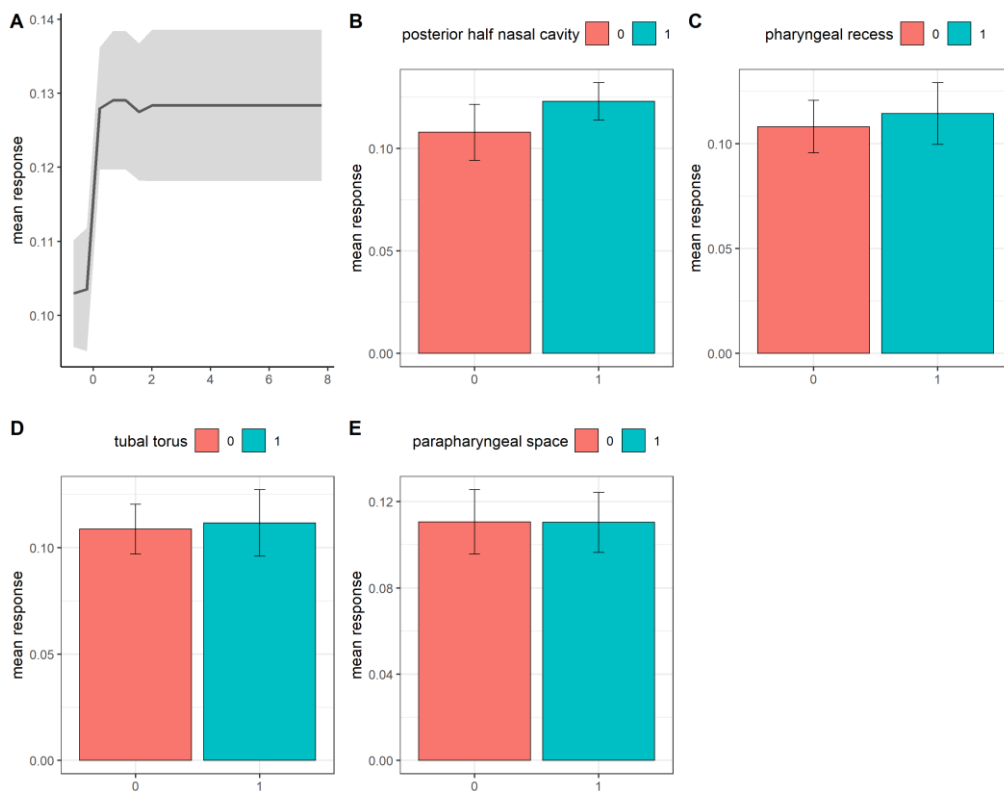 A
mean response
0.14
0.13
0.12
0.11
0.10
0 2 4 6 8
B
posterior half nasal cavity 0 1
mean response
0.10
0.05
0.00
0 1
C
pharyngeal recess 0 1
mean response
0.10
0.05
0.00
0 1
D
tubal torus 0 1
mean response
0.10
0.05
0.00
0 1
E
parapharyngeal space 0 1
mean response
0.12
0.08
0.04
0.00
0 1